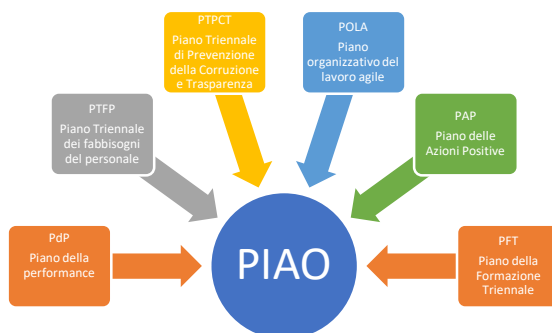 PTPCT
Piano Triennale
di Prevenzione
della Corruzione
e Trasparenza
POLA
Piano
organizzativo del
lavoro agile
PTFP
Piano Triennale
dei fabbisogni
del personale
PAP
Piano delle
Azioni Positive
PdP
Piano della
performance
PIAO
PFT
Piano della
Formazione
Triennale